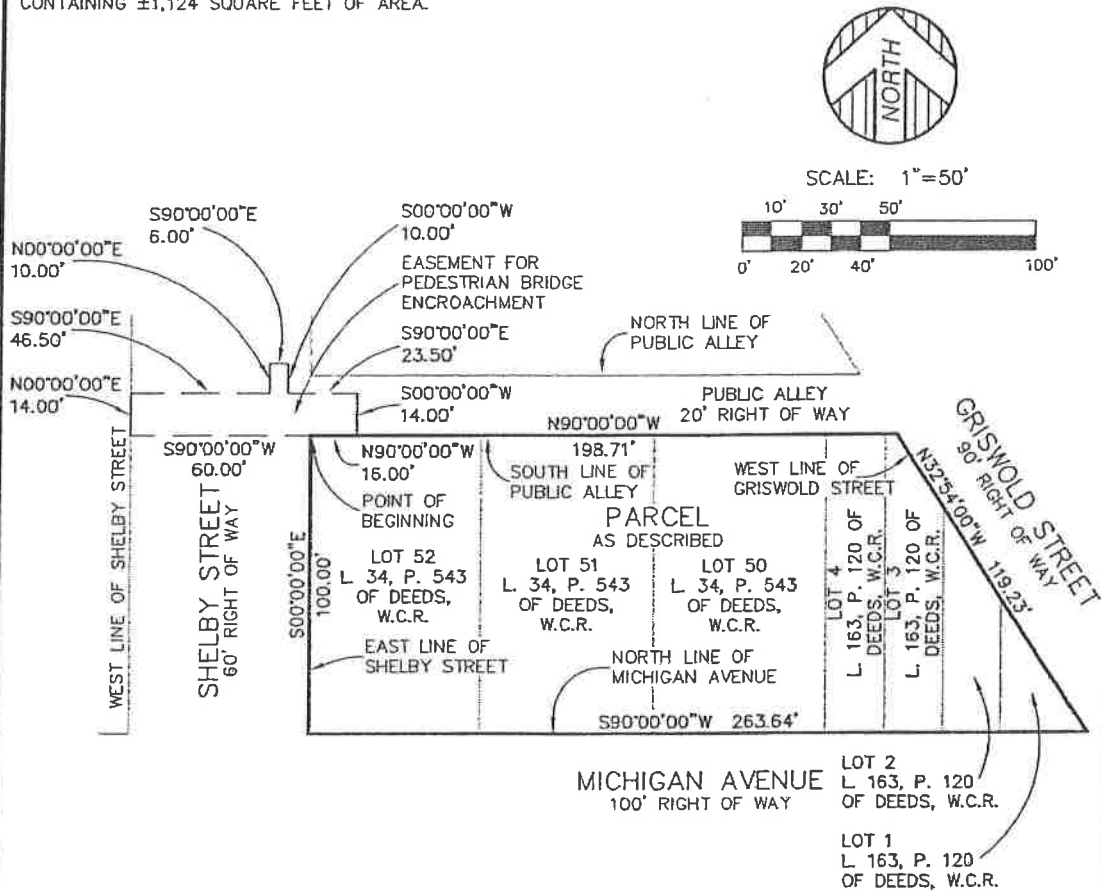 CONTAINING ±1,124 SQUARE FEET OF AREA.
NORTH
SCALE: 1"=50'
10' 30' 50'
0' 20' 40' 100'
S90°00'00"E
6.00'
S00°00'00"W
10.00'
N00°00'00"E
10.00'
EASEMENT FOR
PEDESTRIAN BRIDGE
ENCROACHMENT
S90°00'00"E
46.50'
S90°00'00"E
23.50'
NORTH LINE OF
PUBLIC ALLEY
N00°00'00"E
14.00'
S00°00'00"W
14.00'
PUBLIC ALLEY
20' RIGHT OF WAY
N90°00'00"W
198.71'
S90°00'00"W
60.00'
N90°00'00"W
16.00'
SOUTH LINE OF
PUBLIC ALLEY
WEST LINE OF
GRISWOLD STREET
GRISWOLD STREET
90' RIGHT OF WAY
N32°54'00"W 119.23'
POINT OF
BEGINNING
PARCEL
AS DESCRIBED
WEST LINE OF SHELBY STREET
SHELBY STREET
60' RIGHT OF WAY
S00°00'00"E
100.00'
LOT 52
L. 34, P. 543
OF DEEDS,
W.C.R.
LOT 51
L. 34, P. 543
OF DEEDS,
W.C.R.
LOT 50
L. 34, P. 543
OF DEEDS,
W.C.R.
LOT 4
L. 163, P. 120 OF
DEEDS, W.C.R.
LOT 3
L. 163, P. 120 OF
DEEDS, W.C.R.
EAST LINE OF
SHELBY STREET
NORTH LINE OF
MICHIGAN AVENUE
S90°00'00"W 263.64'
MICHIGAN AVENUE
100' RIGHT OF WAY
LOT 2
L. 163, P. 120
OF DEEDS, W.C.R.
LOT 1
L. 163, P. 120
OF DEEDS, W.C.R.